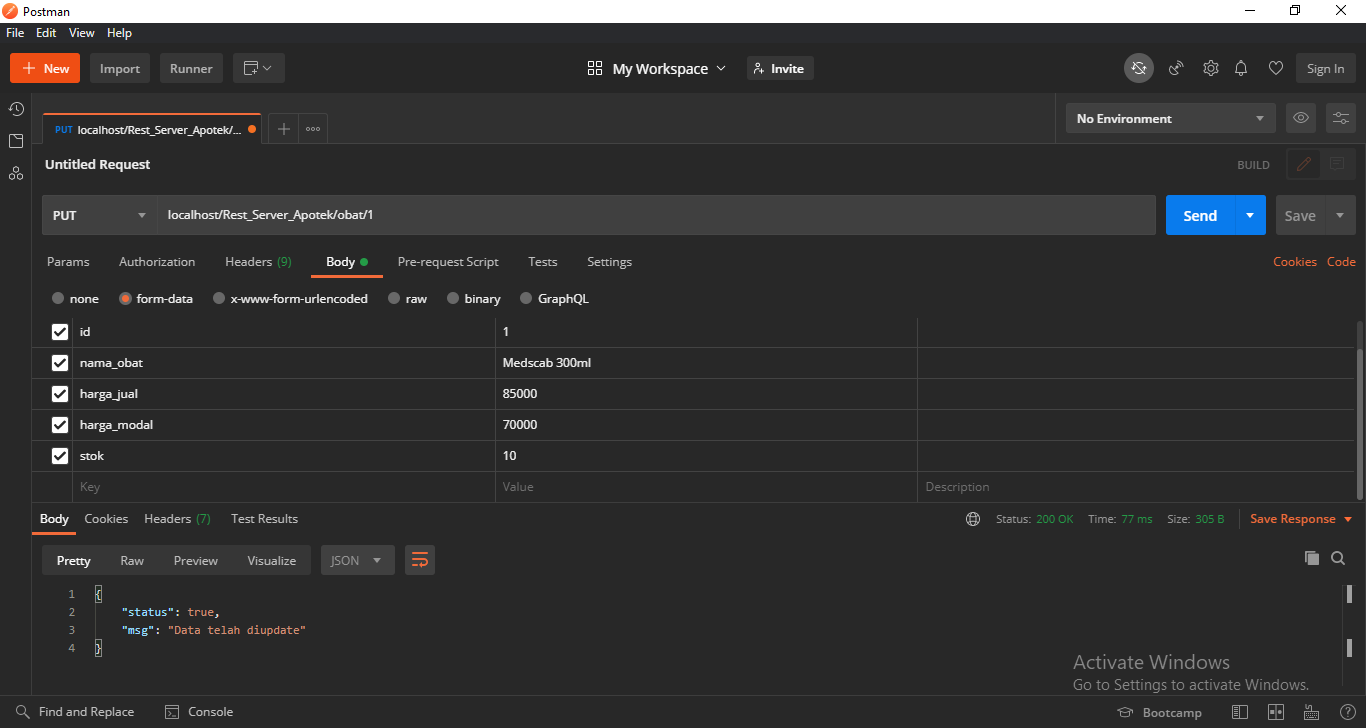 Postman
File Edit View Help
New Import Runner My Workspace Invite Sign In
PUT localhost/Rest_Server_Apotek/... No Environment
Untitled Request BUILD
PUT localhost/Rest_Server_Apotek/obat/1 Send Save
Params Authorization Headers (9) Body Pre-request Script Tests Settings Cookies Code
none form-data x-www-form-urlencoded raw binary GraphQL
id 1
nama_obat Medscab 300ml
harga_jual 85000
harga_modal 70000
stok 10
Key Value Description
Body Cookies Headers (7) Test Results Status: 200 OK Time: 77 ms Size: 305 B Save Response
Pretty Raw Preview Visualize JSON
1 {
2 "status": true,
3 "msg": "Data telah diupdate"
4 }
Activate Windows
Go to Settings to activate Windows.
Find and Replace Console Bootcamp